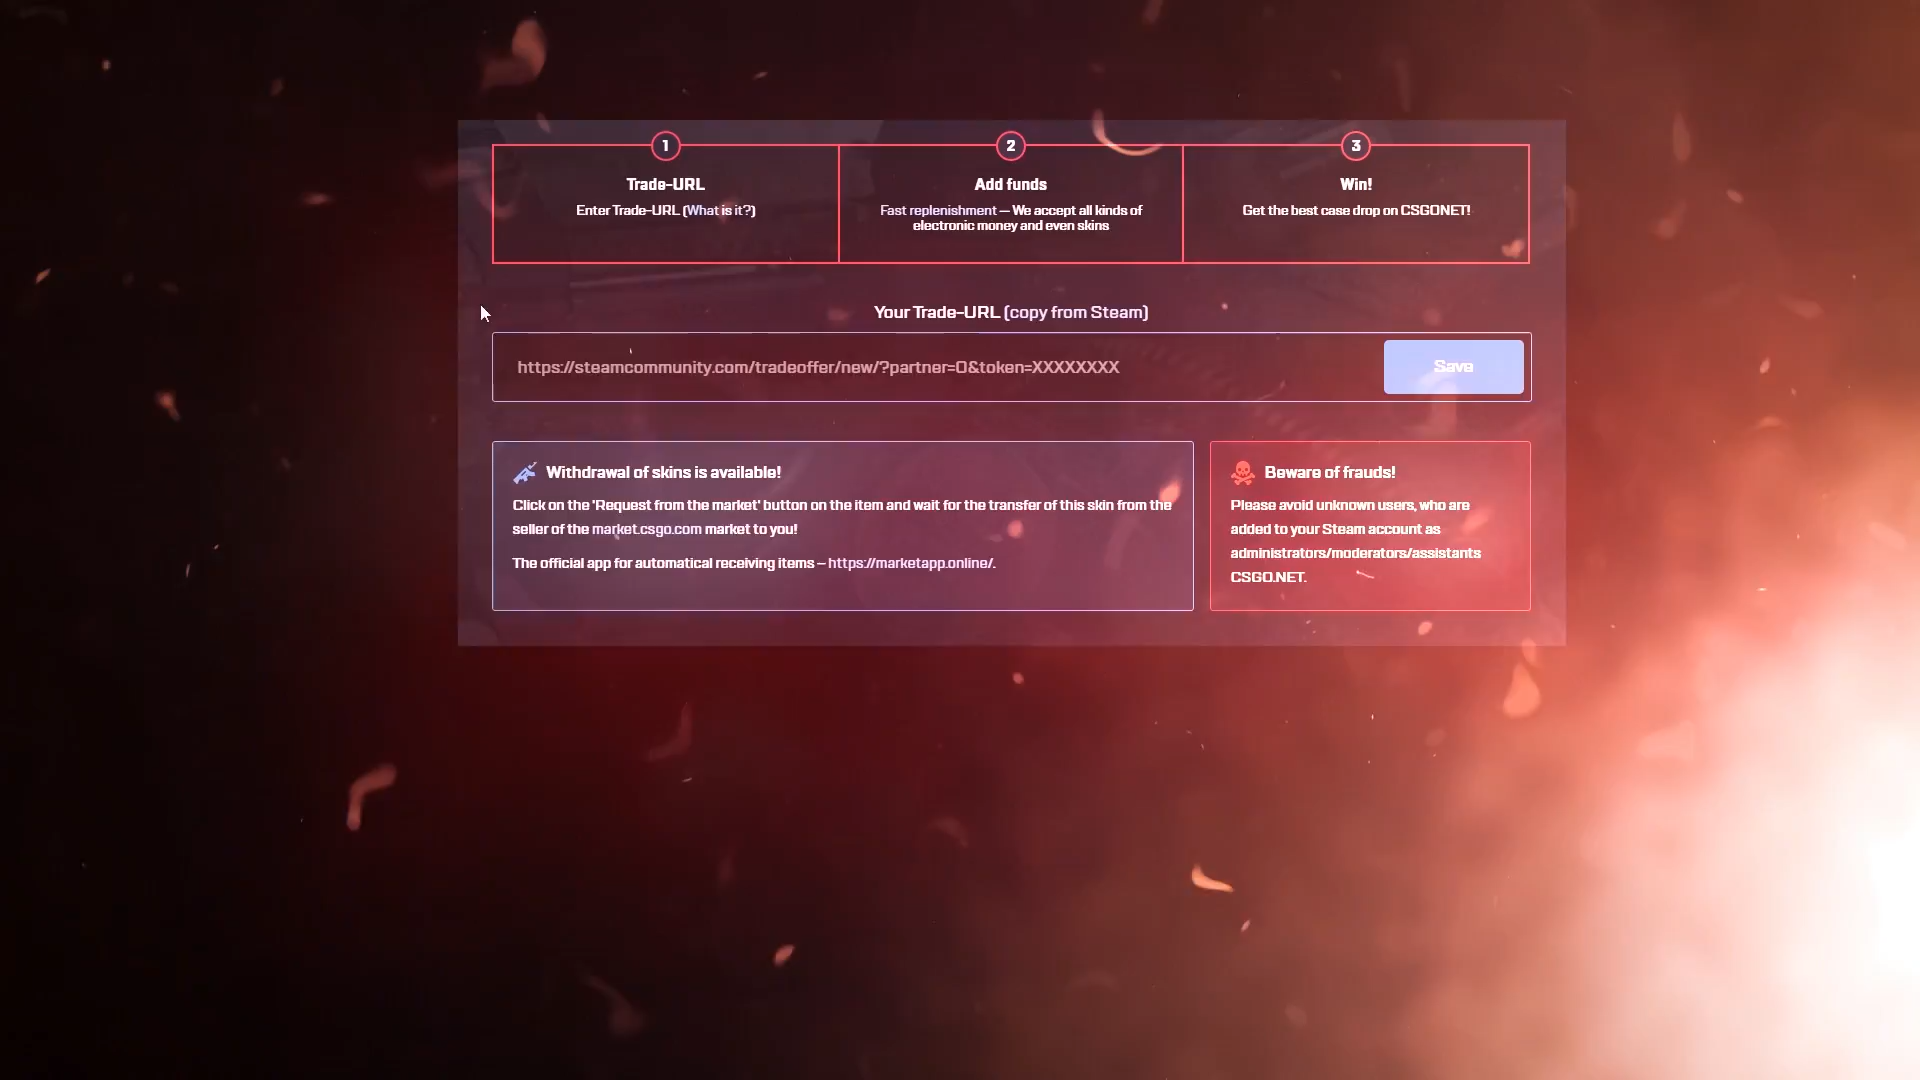 1
Trade-URL
Enter Trade-URL (What is it?)
2
Add funds
Fast replenishment — We accept all kinds of
electronic money and even skins
3
Win!
Get the best case drop on CSGONET!
Your Trade-URL (copy from Steam)
https://steamcommunity.com/tradeoffer/new/?partner=0&token=XXXXXXXX
Save
Withdrawal of skins is available!
Click on the 'Request from the market' button on the item and wait for the transfer of this skin from the
seller of the market.csgo.com market to you!
The official app for automatical receiving items – https://marketapp.online/.
Beware of frauds!
Please avoid unknown users, who are
added to your Steam account as
administrators/moderators/assistants
CSGO.NET.